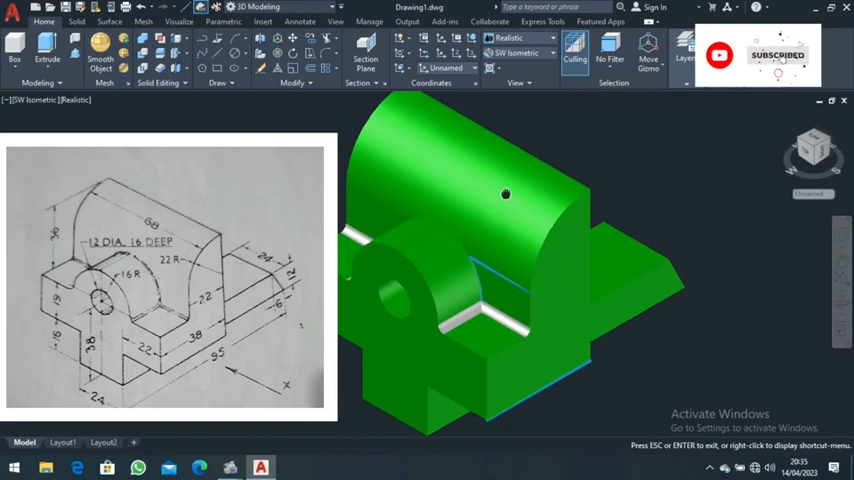 Drawing1.dwg
3D Modeling
Type a keyword or phrase
Sign In
Home Solid Surface Mesh Visualize Parametric Insert Annotate View Manage Output Add-ins Collaborate Express Tools Featured Apps
Box
Extrude
Smooth
Object
Section
Plane
Realistic
SW Isometric
Unnamed
Culling
No Filter
Move
Gizmo
Layers
SUBSCRIBED
Modeling
Mesh
Solid Editing
Draw
Modify
Section
Coordinates
View
Selection
[−][SW Isometric][Realistic]
W
S
Unnamed
68
36
12 DIA, 16 DEEP
22 R
16 R
24
12
6
19
22
16
38
22
38
95
24
X
Activate Windows
Go to Settings to activate Windows.
Model Layout1 Layout2 +
Press ESC or ENTER to exit, or right-click to display shortcut-menu.
20:35
14/04/2023